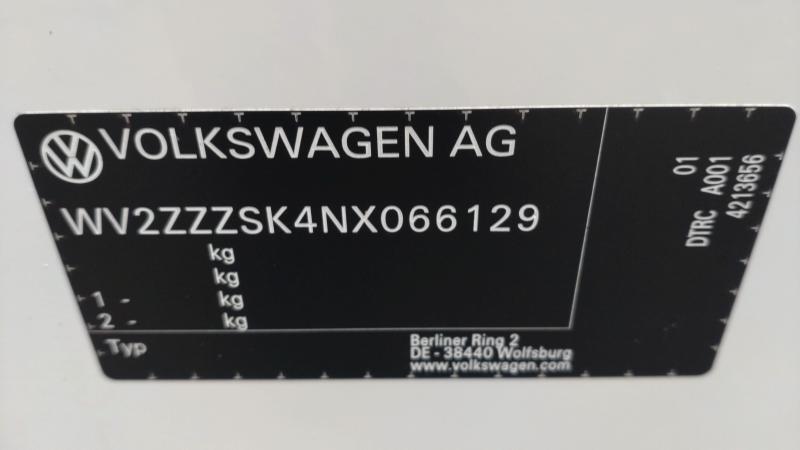 VOLKSWAGEN AG
WV2ZZZSK4NX066129
kg
kg
1 - kg
2 - kg
Typ
Berliner Ring 2
DE - 38440 Wolfsburg
www.volkswagen.com
01
DTRC A001
4213656